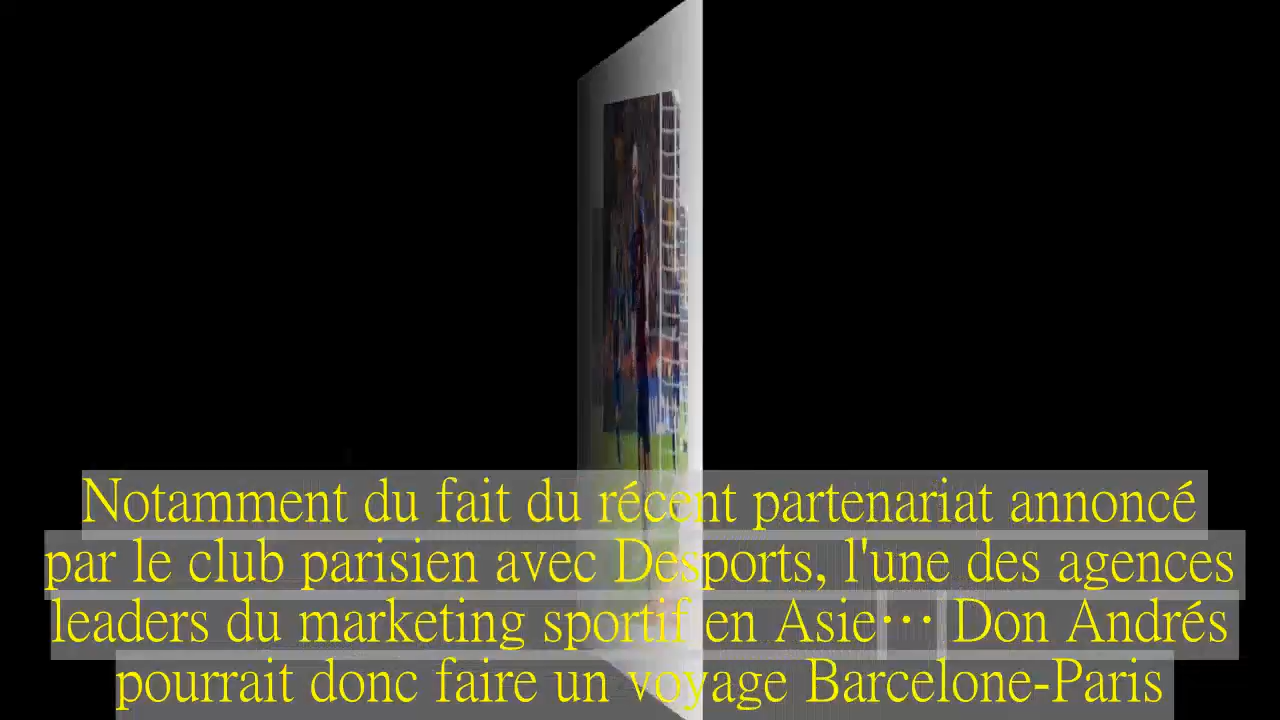 Notamment du fait du récent partenariat annoncé
par le club parisien avec Desports, l'une des agences
leaders du marketing sportif en Asie… Don Andrés
pourrait donc faire un voyage Barcelone-Paris